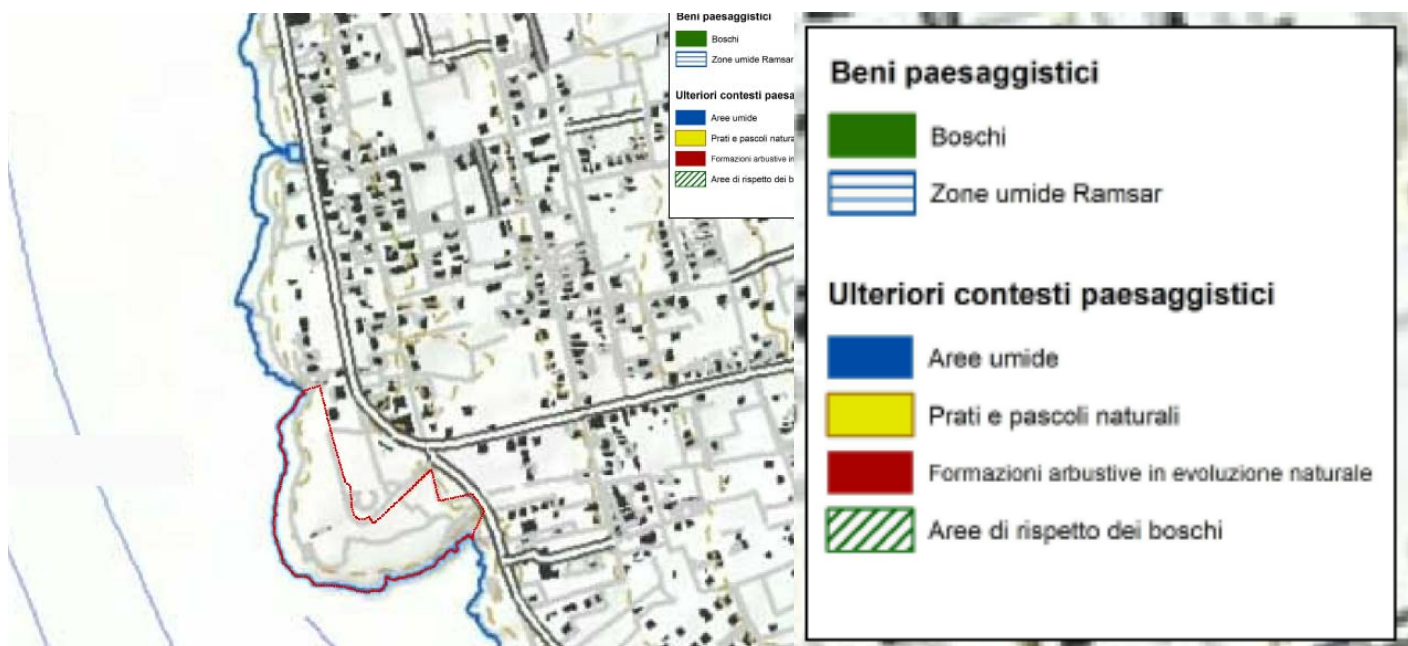 Beni paesaggistici
Boschi
Zone umide Ramsar
Ulteriori contesti paesa
Aree umide
Prati e pascoli natura
Formazioni arbustive in
Aree di rispetto dei b
Beni paesaggistici
Boschi
Zone umide Ramsar
Ulteriori contesti paesaggistici
Aree umide
Prati e pascoli naturali
Formazioni arbustive in evoluzione naturale
Aree di rispetto dei boschi